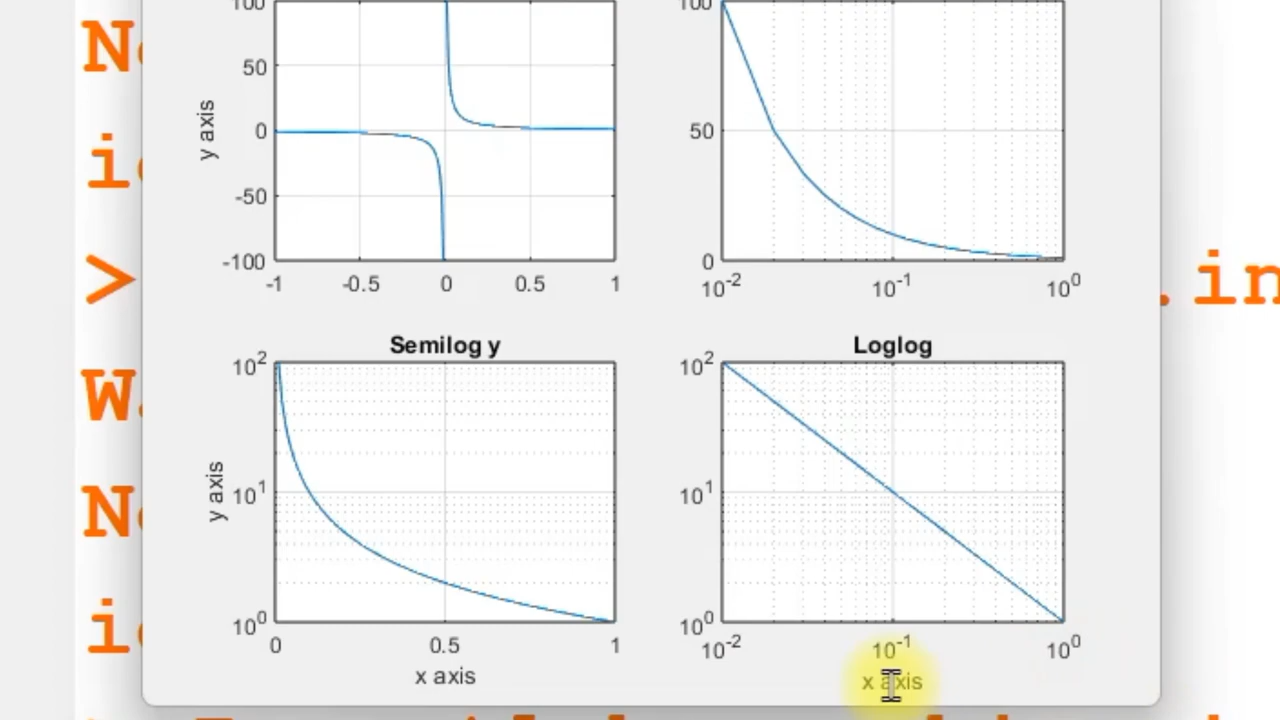 100
50
0
-50
-100
y axis
-1 -0.5 0 0.5 1
100
50
0
10^-2 10^-1 10^0
Semilog y
10^2
10^1
10^0
y axis
0 0.5 1
x axis
Loglog
10^2
10^1
10^0
10^-2 10^-1 10^0
x axis
>
.in